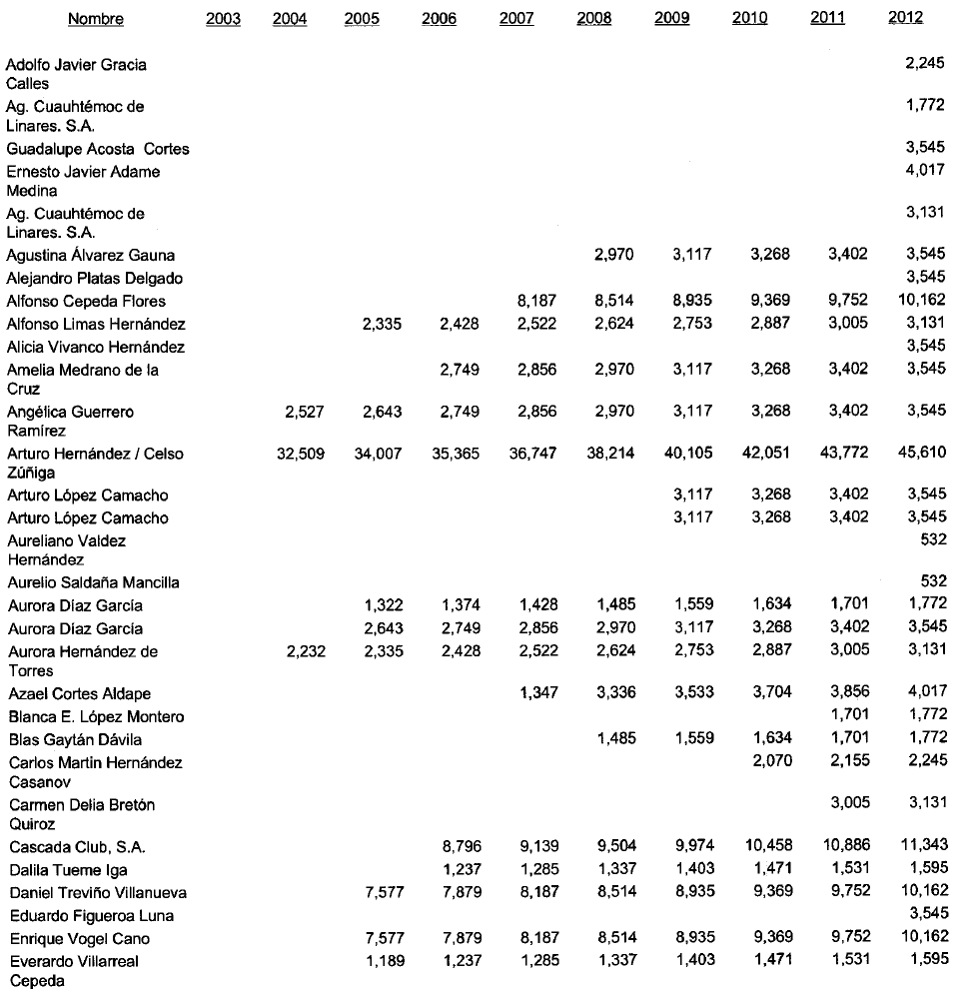 Nombre 2003 2004 2005 2006 2007 2008 2009 2010 2011 2012
Adolfo Javier Gracia 2,245
Calles
Ag. Cuauhtémoc de 1,772
Linares. S.A.
Guadalupe Acosta Cortes 3,545
Ernesto Javier Adame 4,017
Medina
Ag. Cuauhtémoc de 3,131
Linares. S.A.
Agustina Álvarez Gauna 2,970 3,117 3,268 3,402 3,545
Alejandro Platas Delgado 3,545
Alfonso Cepeda Flores 8,187 8,514 8,935 9,369 9,752 10,162
Alfonso Limas Hernández 2,335 2,428 2,522 2,624 2,753 2,887 3,005 3,131
Alicia Vivanco Hernández 3,545
Amelia Medrano de la 2,749 2,856 2,970 3,117 3,268 3,402 3,545
Cruz
Angélica Guerrero 2,527 2,643 2,749 2,856 2,970 3,117 3,268 3,402 3,545
Ramírez
Arturo Hernández / Celso 32,509 34,007 35,365 36,747 38,214 40,105 42,051 43,772 45,610
Zúñiga
Arturo López Camacho 3,117 3,268 3,402 3,545
Arturo López Camacho 3,117 3,268 3,402 3,545
Aureliano Valdez 532
Hernández
Aurelio Saldaña Mancilla 532
Aurora Díaz García 1,322 1,374 1,428 1,485 1,559 1,634 1,701 1,772
Aurora Díaz García 2,643 2,749 2,856 2,970 3,117 3,268 3,402 3,545
Aurora Hernández de 2,232 2,335 2,428 2,522 2,624 2,753 2,887 3,005 3,131
Torres
Azael Cortes Aldape 1,347 3,336 3,533 3,704 3,856 4,017
Blanca E. López Montero 1,701 1,772
Blas Gaytán Dávila 1,485 1,559 1,634 1,701 1,772
Carlos Martin Hernández 2,070 2,155 2,245
Casanov
Carmen Delia Bretón 3,005 3,131
Quiroz
Cascada Club, S.A. 8,796 9,139 9,504 9,974 10,458 10,886 11,343
Dalila Tueme Iga 1,237 1,285 1,337 1,403 1,471 1,531 1,595
Daniel Treviño Villanueva 7,577 7,879 8,187 8,514 8,935 9,369 9,752 10,162
Eduardo Figueroa Luna 3,545
Enrique Vogel Cano 7,577 7,879 8,187 8,514 8,935 9,369 9,752 10,162
Everardo Villarreal 1,189 1,237 1,285 1,337 1,403 1,471 1,531 1,595
Cepeda